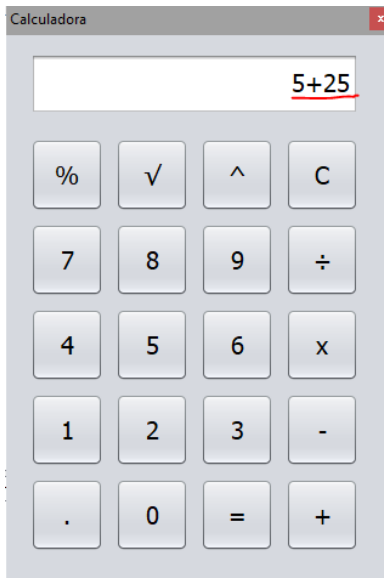 Calculadora x
5+25
% √ ^ C
7 8 9 ÷
4 5 6 x
1 2 3 -
. 0 = +